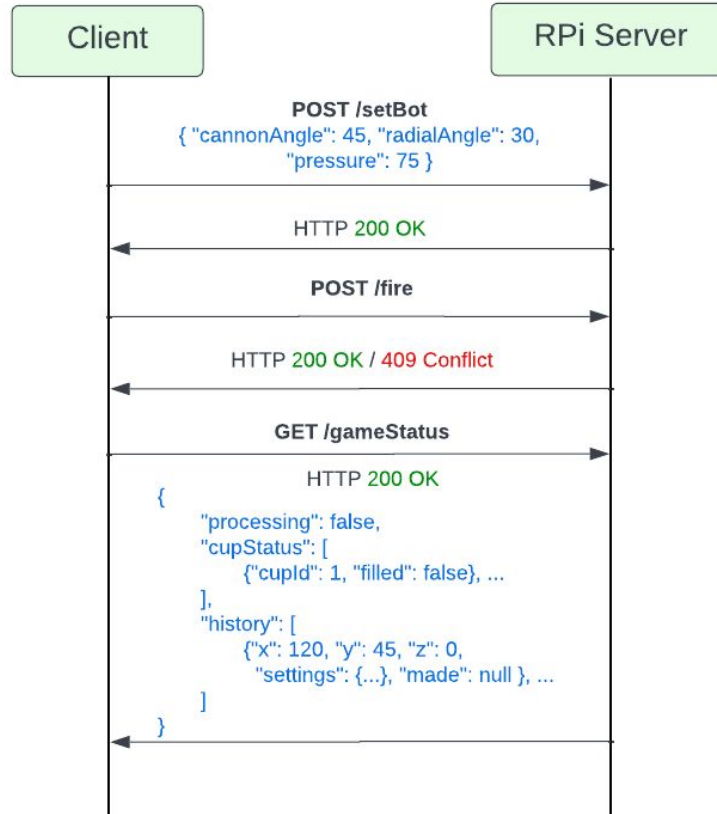 Client
RPi Server
POST /setBot
{ "cannonAngle": 45, "radialAngle": 30,
"pressure": 75 }
HTTP 200 OK
POST /fire
HTTP 200 OK / 409 Conflict
GET /gameStatus
HTTP 200 OK
{
"processing": false,
"cupStatus": [
{"cupId": 1, "filled": false}, ...
],
"history": [
{"x": 120, "y": 45, "z": 0,
"settings": {...}, "made": null }, ...
]
}